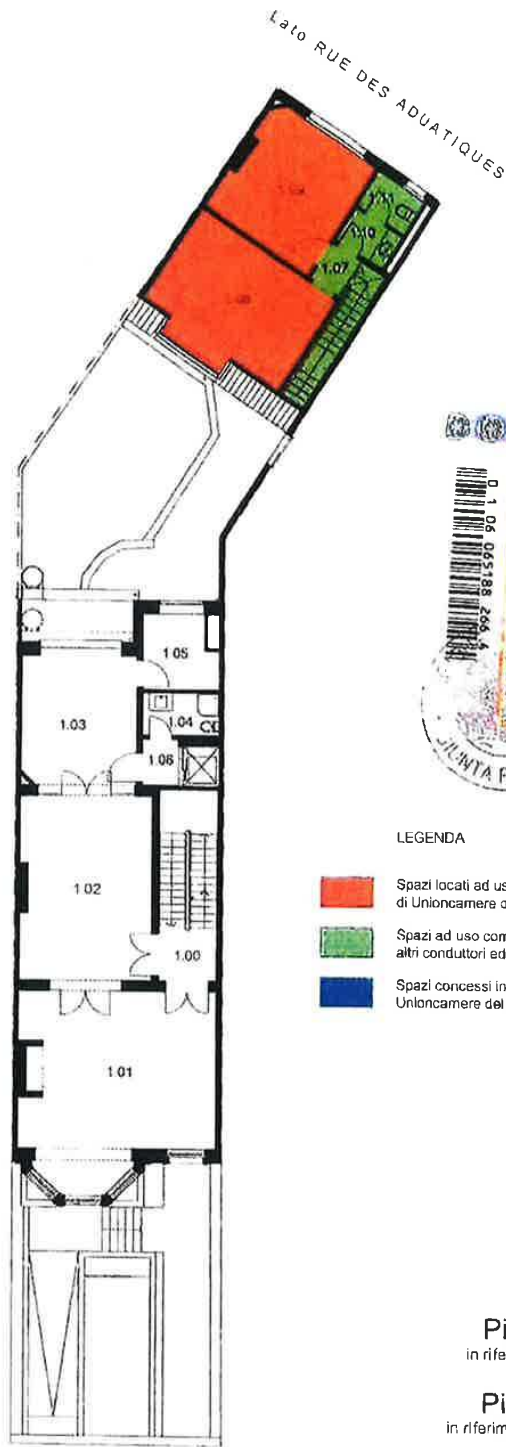 Lato RUE DES ADUATIQUES
1.10
1.07
0 1 06 065188 266 4
1.05
1.04
1.03
1.06
LEGENDA
Spazi locati ad us
di Unioncamere d
1.02
Spazi ad uso com
altri conduttori ed
1.00
Spazi concessi in
Unioncamere del
1.01
Pi
in rife
Pi
in riferim